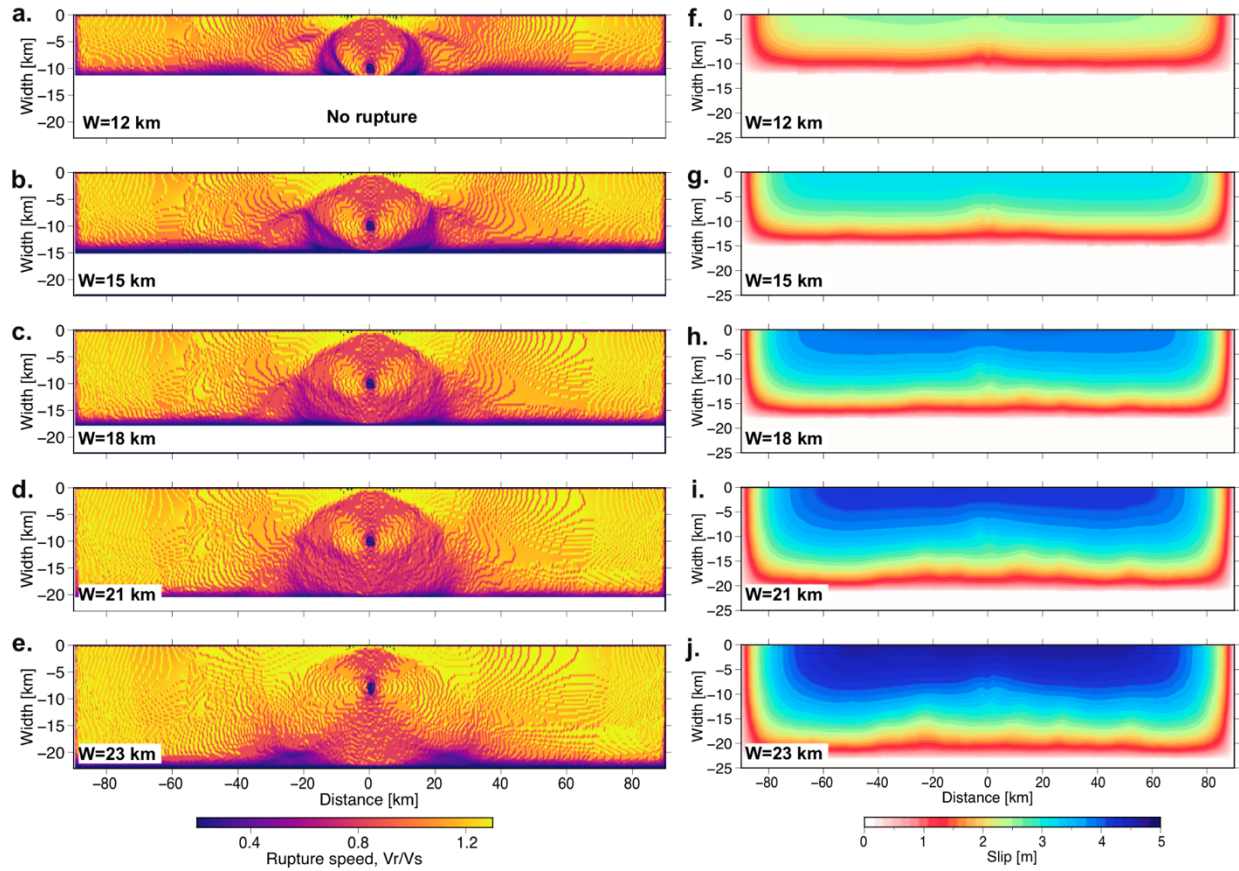 a.
Width [km]
0
−5
−10
−15
−20
W=12 km
No rupture
f.
Width [km]
0
−5
−10
−15
−20
−25
W=12 km
b.
Width [km]
0
−5
−10
−15
−20
W=15 km
g.
Width [km]
0
−5
−10
−15
−20
−25
W=15 km
c.
Width [km]
0
−5
−10
−15
−20
W=18 km
h.
Width [km]
0
−5
−10
−15
−20
−25
W=18 km
d.
Width [km]
0
−5
−10
−15
−20
W=21 km
i.
Width [km]
0
−5
−10
−15
−20
−25
W=21 km
e.
Width [km]
0
−5
−10
−15
−20
W=23 km
−80 −60 −40 −20 0 20 40 60 80
Distance [km]
0.4 0.8 1.2
Rupture speed, Vr/Vs
j.
Width [km]
0
−5
−10
−15
−20
−25
W=23 km
−80 −60 −40 −20 0 20 40 60 80
Distance [km]
0 1 2 3 4 5
Slip [m]